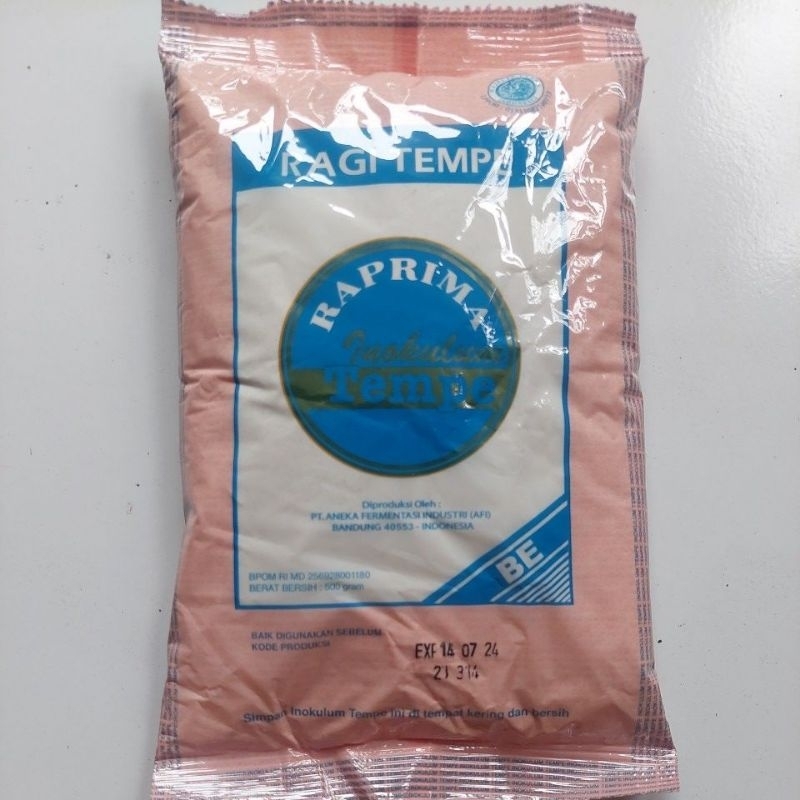 RAGI TEMPE
RAPRIMA
Inokulum
Tempe
Diproduksi Oleh :
PT. ANEKA FERMENTASI INDUSTRI (AFI)
BANDUNG 40553 - INDONESIA
BE
BPOM RI MD 256928001180
BERAT BERSIH : 500 gram
BAIK DIGUNAKAN SEBELUM
KODE PRODUKSI
EXP 14 07 24
21 314
Simpan Inokulum Tempe ini di tempat kering dan bersih